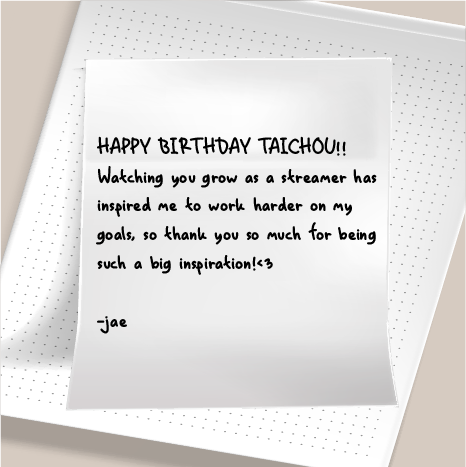 HAPPY BIRTHDAY TAICHOU!!
Watching you grow as a streamer has
inspired me to work harder on my
goals, so thank you so much for being
such a big inspiration!<3
-jae